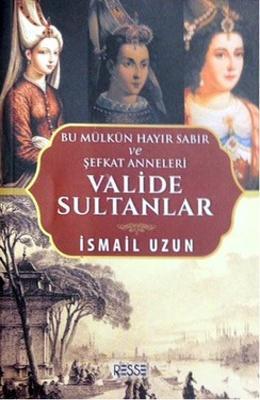 BU MÜLKÜN HAYIR SABIR
ve
ŞEFKAT ANNELERİ
VALİDE
SULTANLAR
İSMAİL UZUN
RESSE